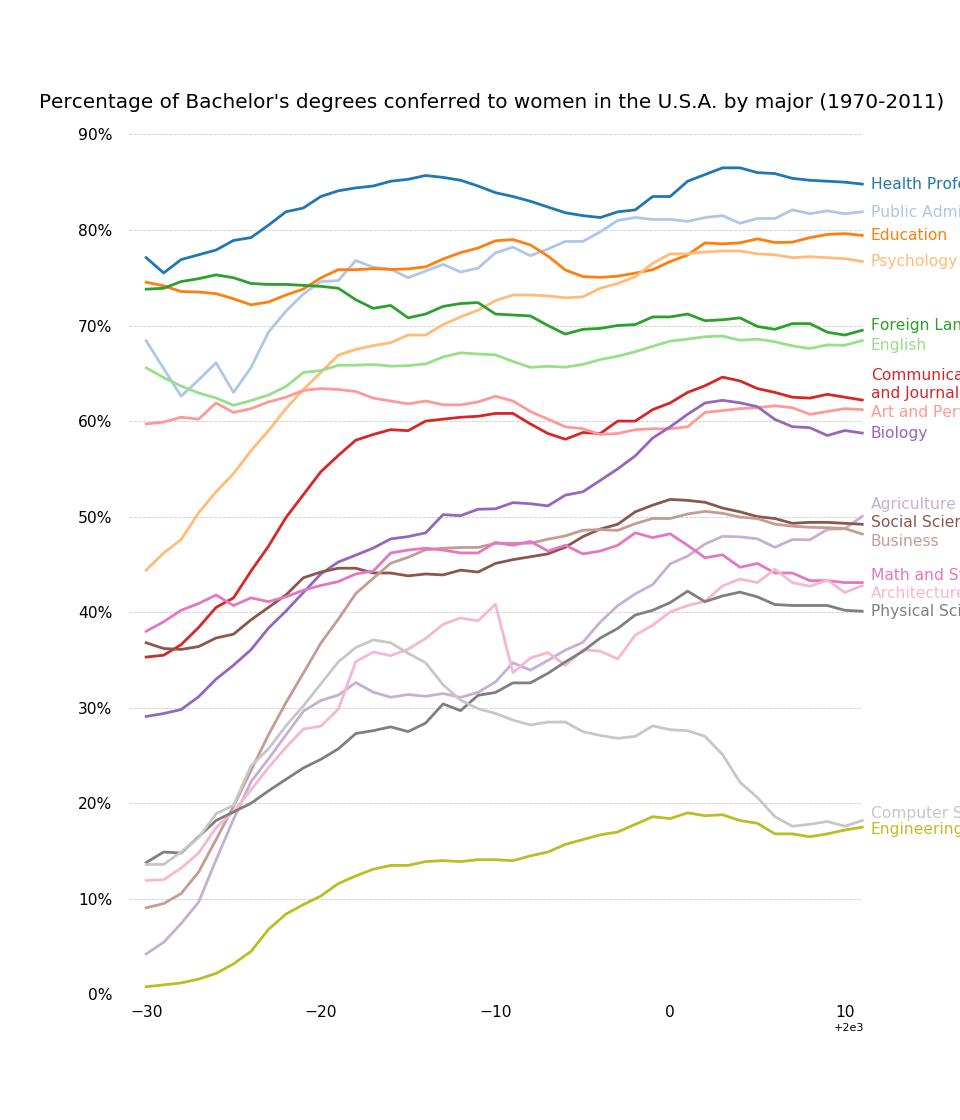 Percentage of Bachelor's degrees conferred to women in the U.S.A. by major (1970-2011)
90%
80%
70%
60%
50%
40%
30%
20%
10%
0%
Health Profe
Public Admi
Education
Psychology
Foreign Lan
English
Communica
and Journal
Art and Perf
Biology
Agriculture
Social Scien
Business
Math and St
Architecture
Physical Sci
Computer S
Engineering
−30
−20
−10
0
10
+2e3